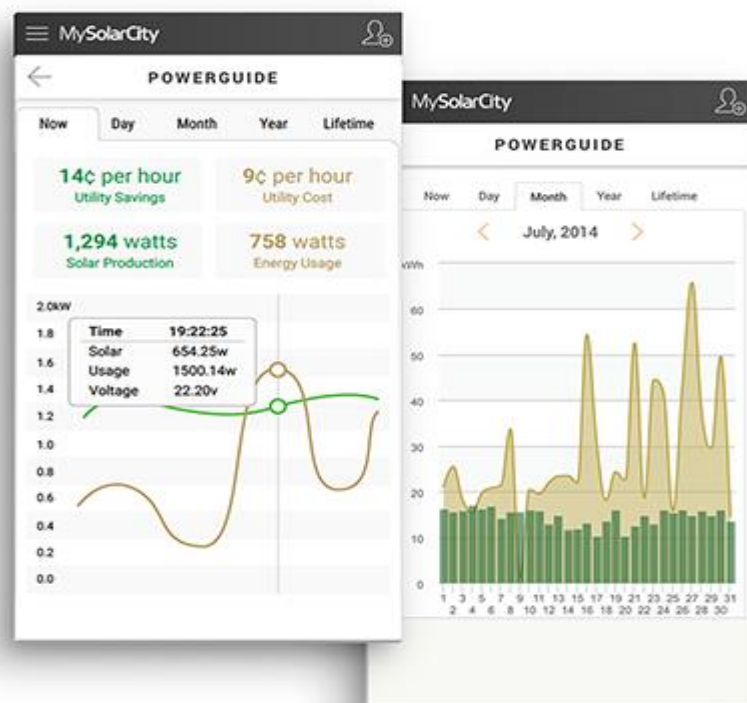 MySolarCity
POWERGUIDE
Now Day Month Year Lifetime
14¢ per hour 9¢ per hour
Utility Savings Utility Cost
1,294 watts 758 watts
Solar Production Energy Usage
2.0kW
Time 19:22:25
1.8
Solar 654.25w
1.6
Usage 1500.14w
1.4
Voltage 22.20v
1.2
1.0
0.8
0.6
0.4
0.2
0.0
MySolarCity
POWERGUIDE
Now Day Month Year Lifetime
July, 2014
60
50
40
30
20
10
0
1 3 5 7 9 11 13 15 17 19 21 23 25 27 29 31
2 4 6 8 10 12 14 16 18 20 22 24 26 28 30